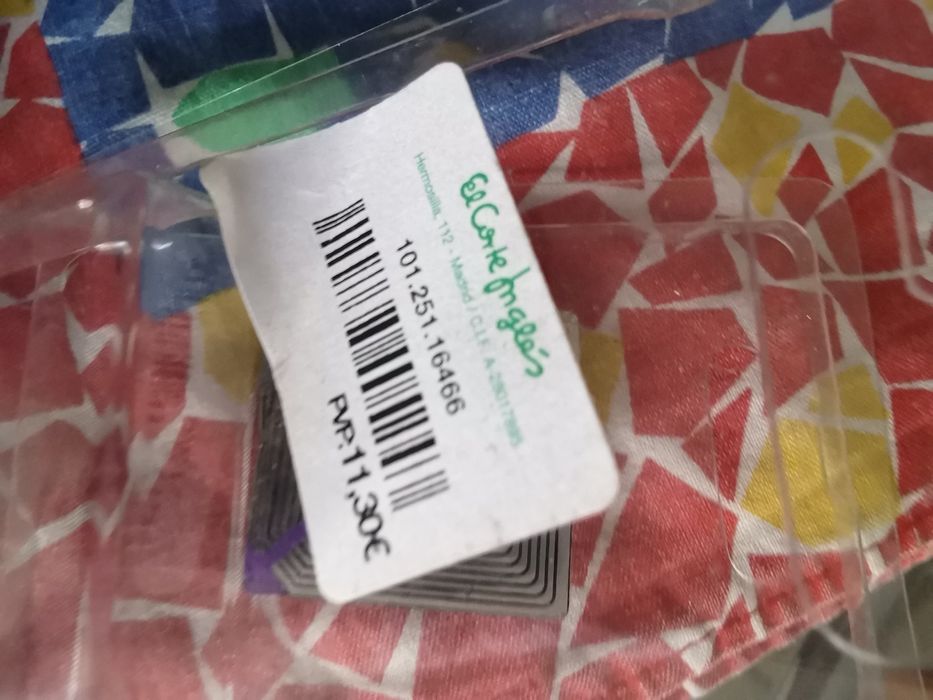 El Corte Inglés
Hermosilla, 112 - Madrid / C.I.F. A-28017895
101.251.16466
PVP:11,30€